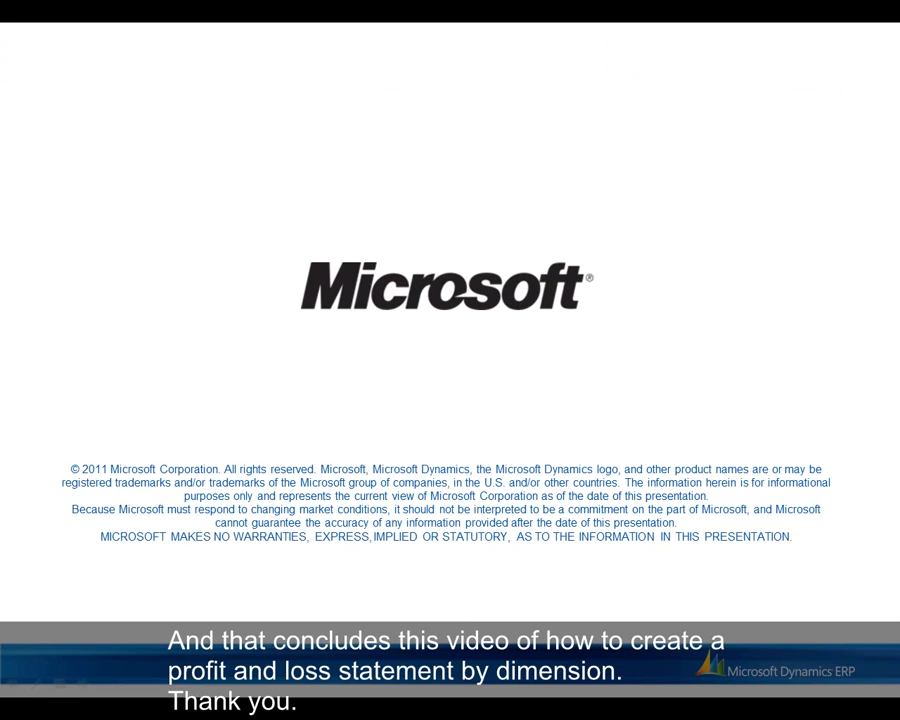 Microsoft®
© 2011 Microsoft Corporation. All rights reserved. Microsoft, Microsoft Dynamics, the Microsoft Dynamics logo, and other product names are or may be
registered trademarks and/or trademarks of the Microsoft group of companies, in the U.S. and/or other countries. The information herein is for informational
purposes only and represents the current view of Microsoft Corporation as of the date of this presentation.
Because Microsoft must respond to changing market conditions, it should not be interpreted to be a commitment on the part of Microsoft, and Microsoft
cannot guarantee the accuracy of any information provided after the date of this presentation.
MICROSOFT MAKES NO WARRANTIES, EXPRESS, IMPLIED OR STATUTORY, AS TO THE INFORMATION IN THIS PRESENTATION.
And that concludes this video of how to create a
profit and loss statement by dimension.
Thank you.
Microsoft Dynamics ERP